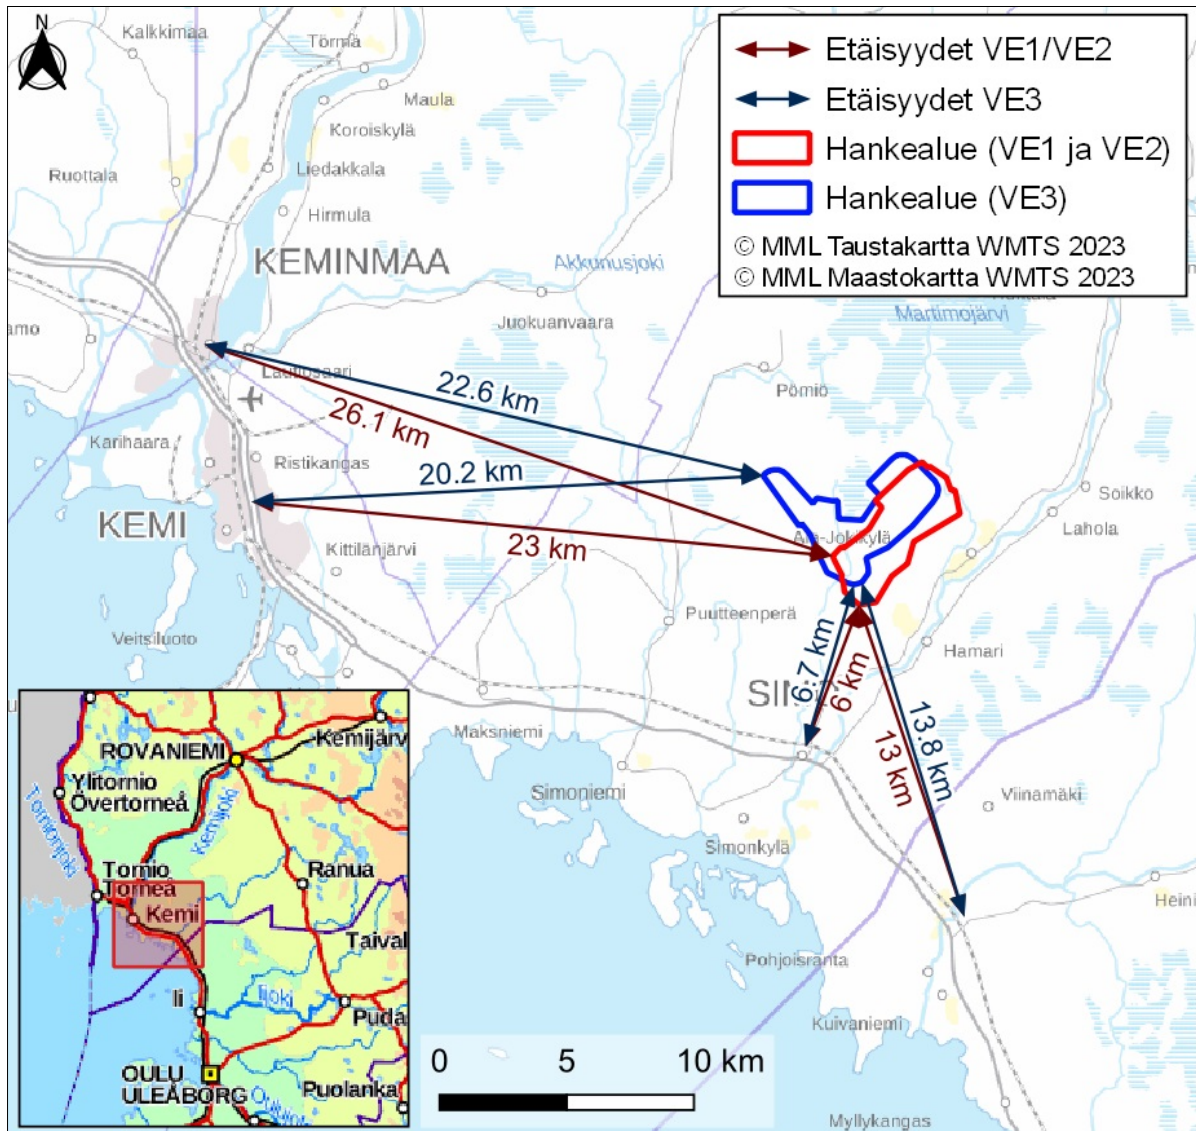 N
Kalkkimaa
Törmä
Maula
Koroiskylä
Liedakkala
Ruottala
Hirmula
KEMINMAA
Akkunusjoki
Juokuanvaara
Martimojärvi
Lautiosaari
Pömiö
Karihaara
Ristikangas
KEMI
Kittilänjärvi
Ala-Jokikylä
Soikko
Lahola
Puutteenperä
Hamari
Veitsiluoto
Maksniemi
Simoniemi
Viinamäki
Simonkylä
Heini
Pohjoisranta
Kuivaniemi
Myllykangas
22.6 km
26.1 km
20.2 km
23 km
6.7 km
6 km
13.8 km
13 km
Etäisyydet VE1/VE2
Etäisyydet VE3
Hankealue (VE1 ja VE2)
Hankealue (VE3)
© MML Taustakartta WMTS 2023
© MML Maastokartta WMTS 2023
ROVANIEMI
Kemijärv
Ylitornio
Övertorneå
Tornionjoki
Kemijoki
Tornio
Torneå
Kemi
Ranua
Taival
Ii
Iijoki
Puda
OULU
ULEÅBORG
Puolanka
0 5 10 km